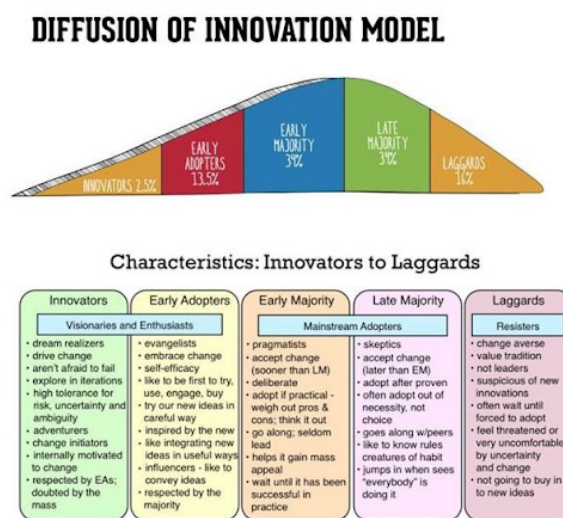 DIFFUSION OF INNOVATION MODEL
INNOVATORS 2.5%
EARLY
ADOPTERS
13.5%
EARLY
MAJORITY
34%
LATE
MAJORITY
34%
LAGGARDS
16%
Characteristics: Innovators to Laggards
Innovators
Early Adopters
Early Majority
Late Majority
Laggards
Visionaries and Enthusiasts
Mainstream Adopters
Resisters
• dream realizers
• drive change
• aren't afraid to fail
• explore in iterations
• high tolerance for
risk, uncertainty and
ambiguity
• adventurers
• change initiators
• internally motivated
to change
• respected by EAs;
doubted by the
mass
• evangelists
• embrace change
• self-efficacy
• like to be first to try,
use, engage, buy
• try our new ideas in
careful way
• inspired by the new
• like integrating new
ideas in useful ways
• influencers - like to
convey ideas
• respected by the
majority
• pragmatists
• accept change
(sooner than LM)
• deliberate
• adopt if practical -
weigh out pros &
cons; think it out
• go along; seldom
lead
• helps it gain mass
appeal
• wait until it has been
successful in
practice
• skeptics
• accept change
(later than EM)
• adopt after proven
• often adopt out of
necessity, not
choice
• goes along w/peers
• like to know rules
• creatures of habit
• jumps in when sees
"everybody" is
doing it
• change averse
• value tradition
• not leaders
• suspicious of new
innovations
• often wait until
forced to adopt
• feel threatened or
very uncomfortable
by uncertainty
and change
• not going to buy in
to new ideas